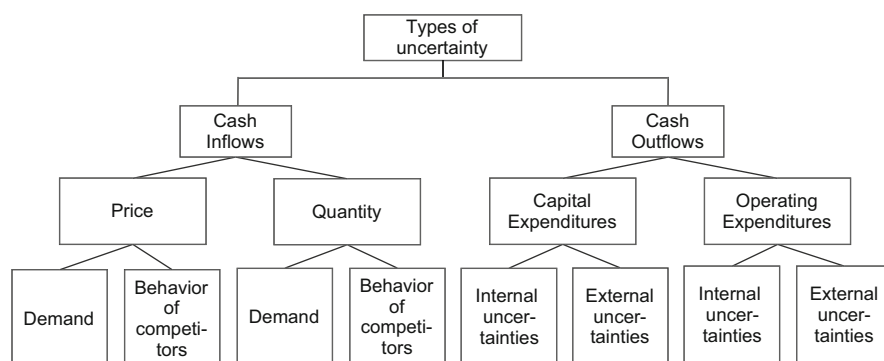 Types of
uncertainty
Cash
Inflows
Cash
Outflows
Price
Quantity
Capital
Expenditures
Operating
Expenditures
Demand
Behavior
of
competi-
tors
Demand
Behavior
of
competi-
tors
Internal
uncer-
tainties
External
uncer-
tainties
Internal
uncer-
tainties
External
uncer-
tainties